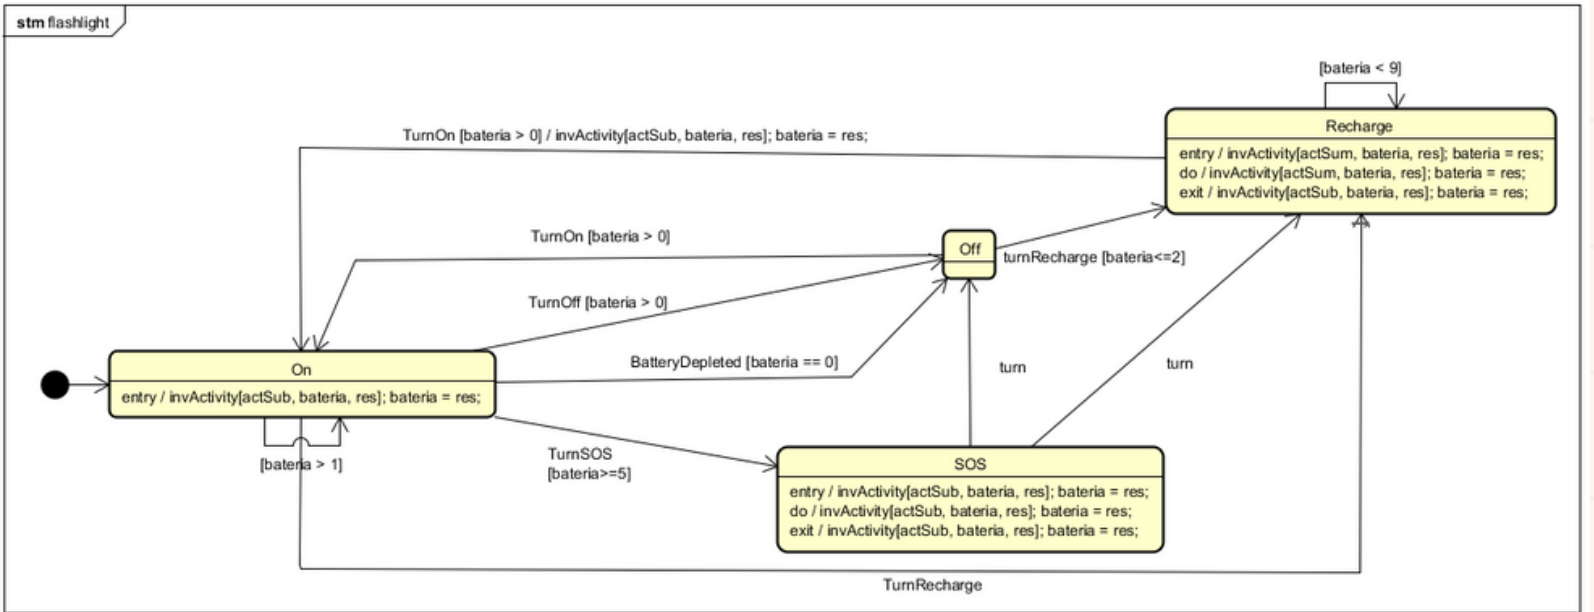 stm flashlight
[bateria < 9]
Recharge
entry / invActivity[actSum, bateria, res]; bateria = res;
do / invActivity[actSum, bateria, res]; bateria = res;
exit / invActivity[actSub, bateria, res]; bateria = res;
TurnOn [bateria > 0] / invActivity[actSub, bateria, res]; bateria = res;
TurnOn [bateria > 0]
Off
turnRecharge [bateria<=2]
TurnOff [bateria > 0]
BatteryDepleted [bateria == 0]
turn
turn
On
entry / invActivity[actSub, bateria, res]; bateria = res;
[bateria > 1]
TurnSOS
[bateria>=5]
SOS
entry / invActivity[actSub, bateria, res]; bateria = res;
do / invActivity[actSub, bateria, res]; bateria = res;
exit / invActivity[actSub, bateria, res]; bateria = res;
TurnRecharge